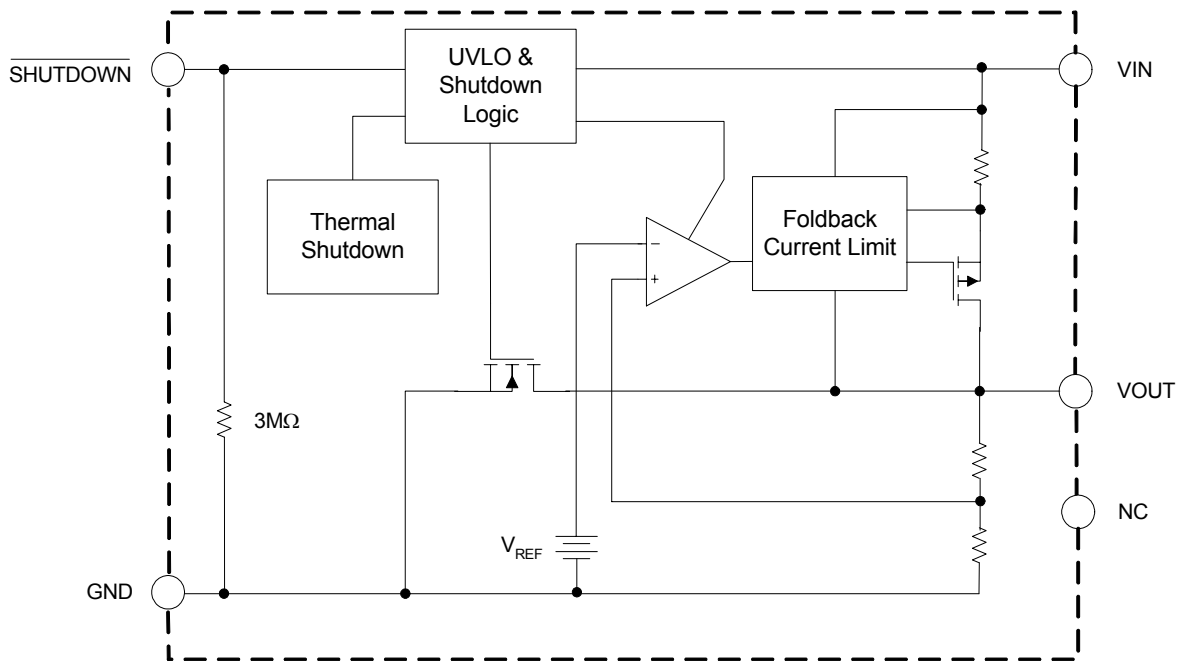 SHUTDOWN
UVLO &
Shutdown
Logic
VIN
Thermal
Shutdown
Foldback
Current Limit
−
+
VOUT
3MΩ
NC
VREF
GND